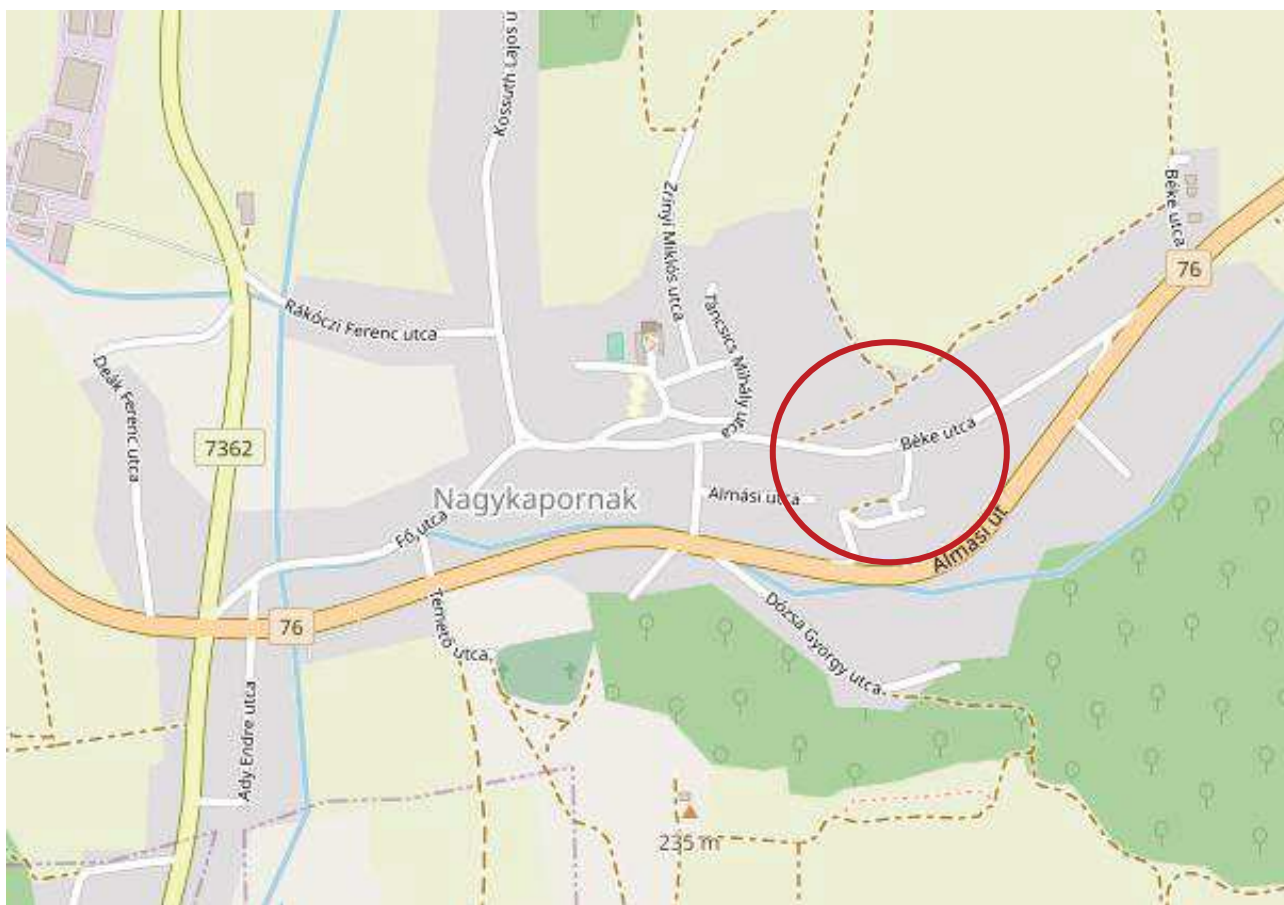 Kossuth Lajos u
Béke utca
Zrínyi Miklós utca
76
Táncsics Mihály utca
Rákóczi Ferenc utca
Deák Ferenc utca
7362
Béke utca
Nagykapornak
Almási utca
Fő utca
Almási út
76
Temető utca
Dózsa György utca
Ady Endre utca
235 m